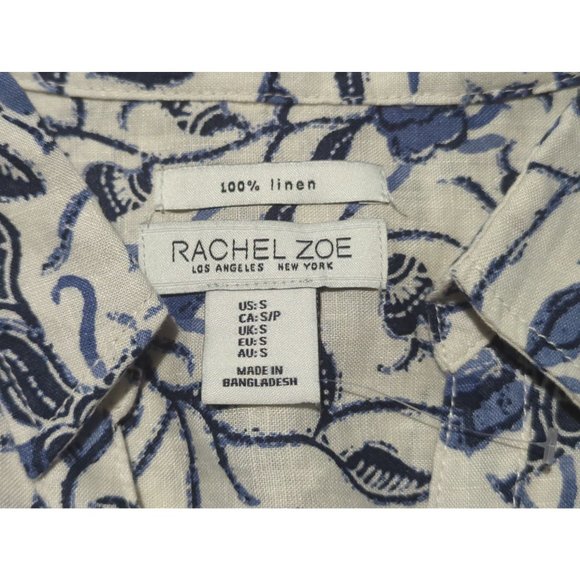 100% linen
RACHEL ZOE
LOS ANGELES NEW YORK
US: S
CA: S/P
UK: S
EU: S
AU: S
MADE IN
BANGLADESH